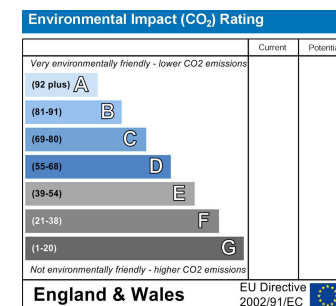 Environmental Impact (CO₂) Rating
Current
Very environmentally friendly - lower CO2 emissions
(92 plus) A
(81-91) B
(69-80) C
(55-68) D
(39-54) E
(21-38) F
(1-20) G
Not environmentally friendly - higher CO2 emissions
England & Wales
EU Directive
2002/91/EC